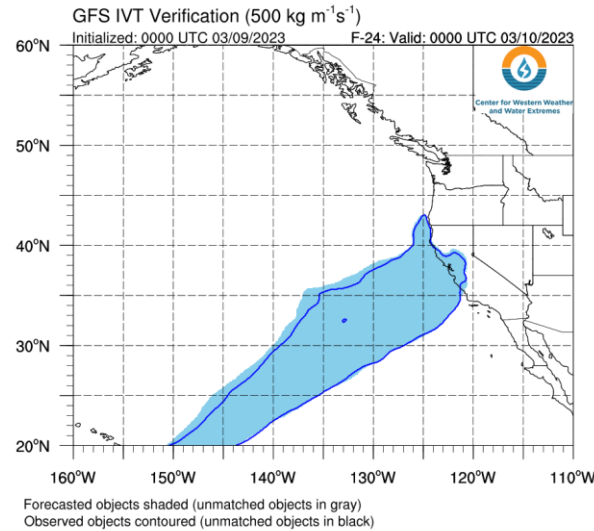 GFS IVT Verification (500 kg m⁻¹s⁻¹)
Initialized: 0000 UTC 03/09/2023 F-24: Valid: 0000 UTC 03/10/2023
60°N
Center for Western Weather
and Water Extremes
50°N
40°N
30°N
20°N
160°W 150°W 140°W 130°W 120°W 110°W
Forecasted objects shaded (unmatched objects in gray)
Observed objects contoured (unmatched objects in black)